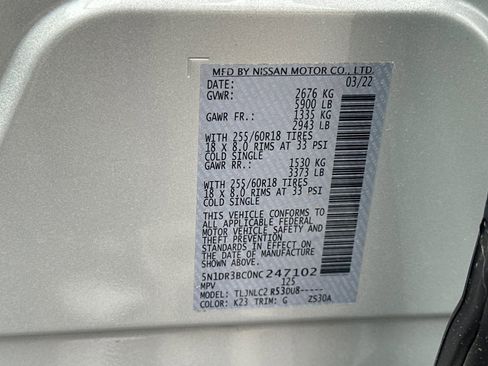 MFD BY NISSAN MOTOR CO., LTD.
DATE: 03/22
GVWR: 2676 KG
5900 LB
GAWR FR.: 1335 KG
2943 LB
WITH 255/60R18 TIRES
18 x 8.0 RIMS AT 33 PSI
COLD SINGLE
GAWR RR.: 1530 KG
3373 LB
WITH 255/60R18 TIRES
18 x 8.0 RIMS AT 33 PSI
COLD SINGLE
THIS VEHICLE CONFORMS TO
ALL APPLICABLE FEDERAL
MOTOR VEHICLE SAFETY AND
THEFT PREVENTION
STANDARDS IN EFFECT ON
THE DATE OF MANUFACTURE
SHOWN ABOVE.
5N1DR3BC0NC247102
MPV 125
MODEL: TLJNLC2 R53DU8-----
COLOR: K23 TRIM: G ZS30A